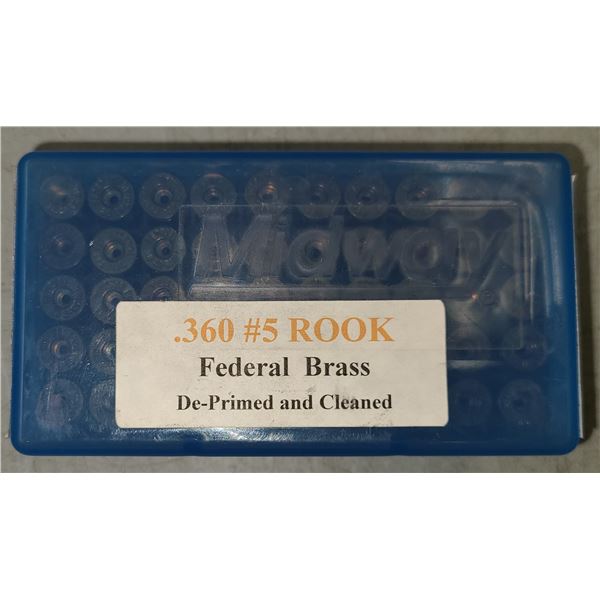 Midway
.360 #5 ROOK
Federal Brass
De-Primed and Cleaned